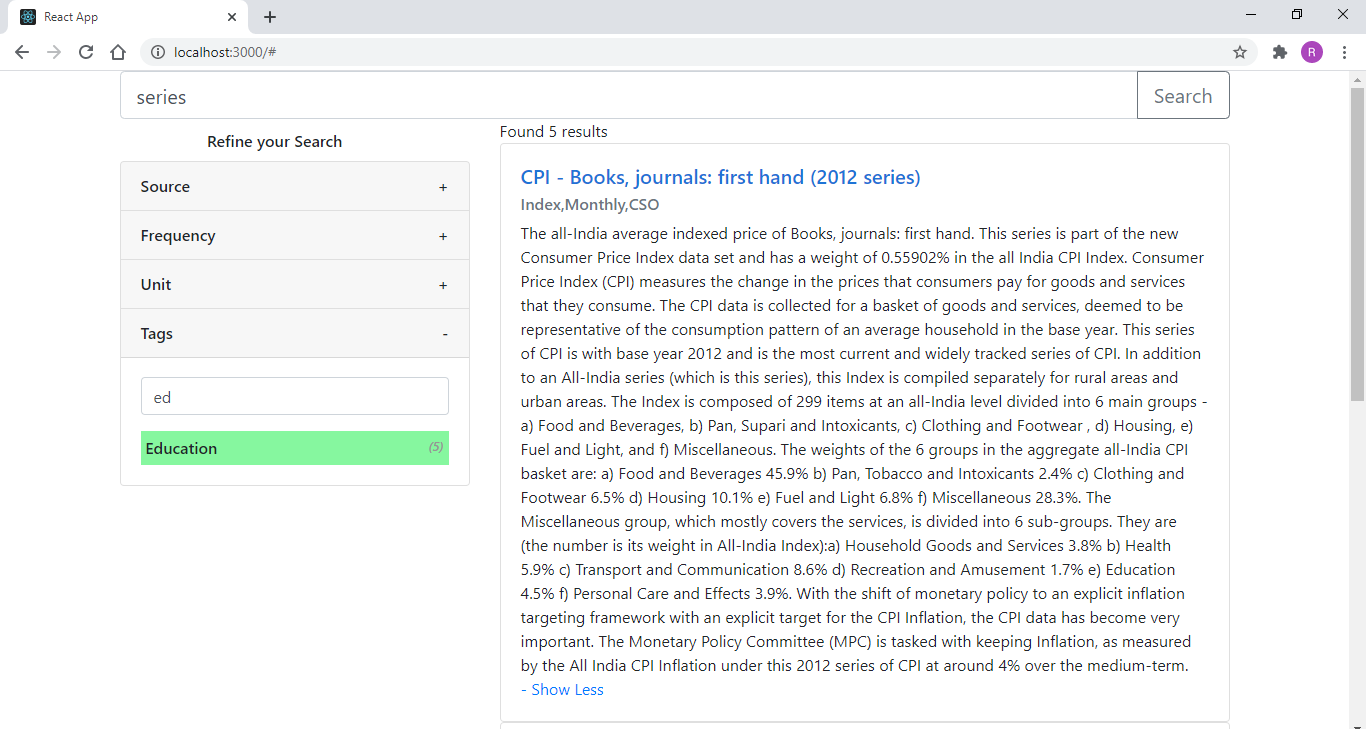 React App
localhost:3000/#
R
series
Search
Refine your Search
Source +
Frequency +
Unit +
Tags -
ed
Education (5)
Found 5 results
CPI - Books, journals: first hand (2012 series)
Index,Monthly,CSO
The all-India average indexed price of Books, journals: first hand. This series is part of the new
Consumer Price Index data set and has a weight of 0.55902% in the all India CPI Index. Consumer
Price Index (CPI) measures the change in the prices that consumers pay for goods and services
that they consume. The CPI data is collected for a basket of goods and services, deemed to be
representative of the consumption pattern of an average household in the base year. This series
of CPI is with base year 2012 and is the most current and widely tracked series of CPI. In addition
to an All-India series (which is this series), this Index is compiled separately for rural areas and
urban areas. The Index is composed of 299 items at an all-India level divided into 6 main groups -
a) Food and Beverages, b) Pan, Supari and Intoxicants, c) Clothing and Footwear , d) Housing, e)
Fuel and Light, and f) Miscellaneous. The weights of the 6 groups in the aggregate all-India CPI
basket are: a) Food and Beverages 45.9% b) Pan, Tobacco and Intoxicants 2.4% c) Clothing and
Footwear 6.5% d) Housing 10.1% e) Fuel and Light 6.8% f) Miscellaneous 28.3%. The
Miscellaneous group, which mostly covers the services, is divided into 6 sub-groups. They are
(the number is its weight in All-India Index):a) Household Goods and Services 3.8% b) Health
5.9% c) Transport and Communication 8.6% d) Recreation and Amusement 1.7% e) Education
4.5% f) Personal Care and Effects 3.9%. With the shift of monetary policy to an explicit inflation
targeting framework with an explicit target for the CPI Inflation, the CPI data has become very
important. The Monetary Policy Committee (MPC) is tasked with keeping Inflation, as measured
by the All India CPI Inflation under this 2012 series of CPI at around 4% over the medium-term.
- Show Less